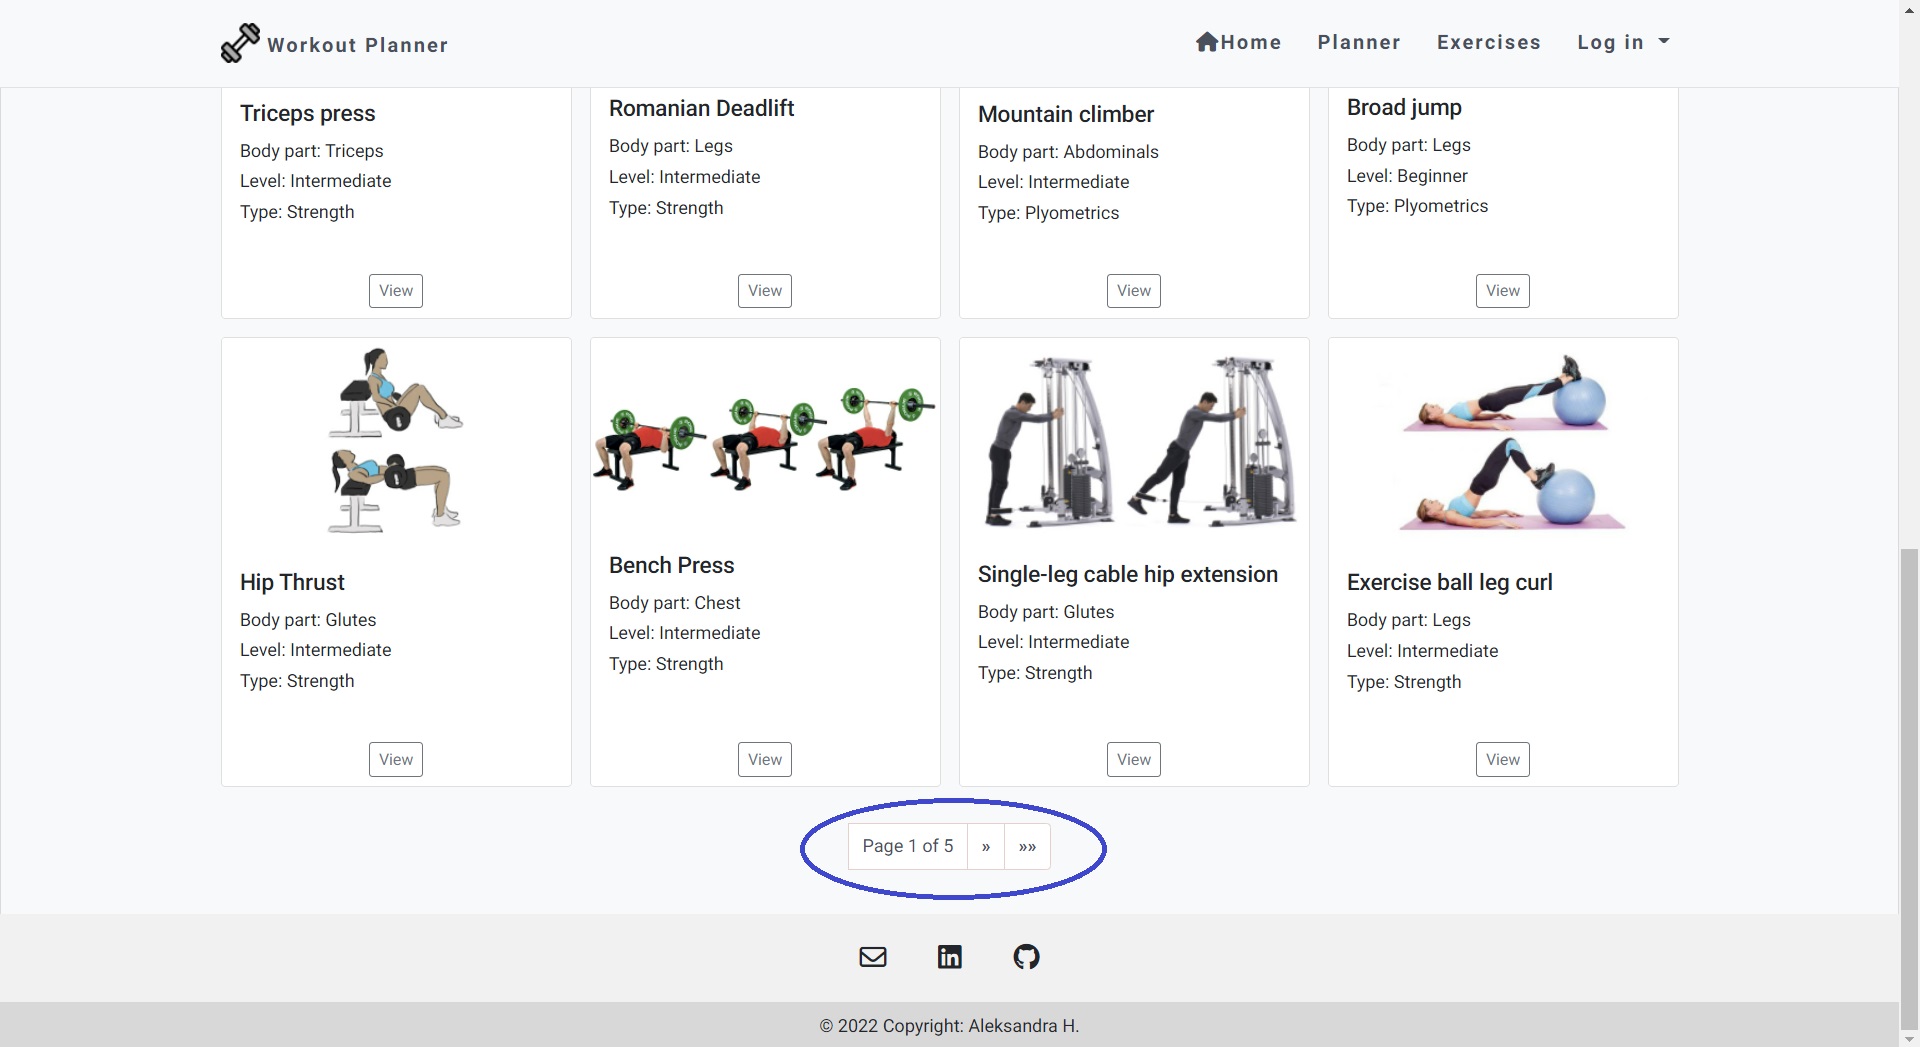 Workout Planner
Home Planner Exercises Log in
Triceps press
Body part: Triceps
Level: Intermediate
Type: Strength
View
Romanian Deadlift
Body part: Legs
Level: Intermediate
Type: Strength
View
Mountain climber
Body part: Abdominals
Level: Intermediate
Type: Plyometrics
View
Broad jump
Body part: Legs
Level: Beginner
Type: Plyometrics
View
Hip Thrust
Body part: Glutes
Level: Intermediate
Type: Strength
View
Bench Press
Body part: Chest
Level: Intermediate
Type: Strength
View
Single-leg cable hip extension
Body part: Glutes
Level: Intermediate
Type: Strength
View
Exercise ball leg curl
Body part: Legs
Level: Intermediate
Type: Strength
View
Page 1 of 5 » »»
© 2022 Copyright: Aleksandra H.